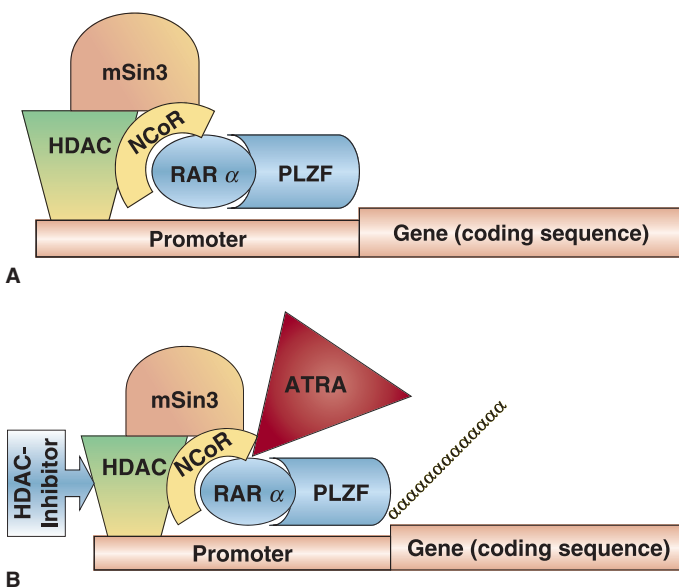 mSin3
HDAC
NCoR
RAR α
PLZF
Promoter
Gene (coding sequence)
A
ATRA
mSin3
HDAC-
Inhibitor
HDAC
NCoR
RAR α
PLZF
αααααααααααααα
Promoter
Gene (coding sequence)
B